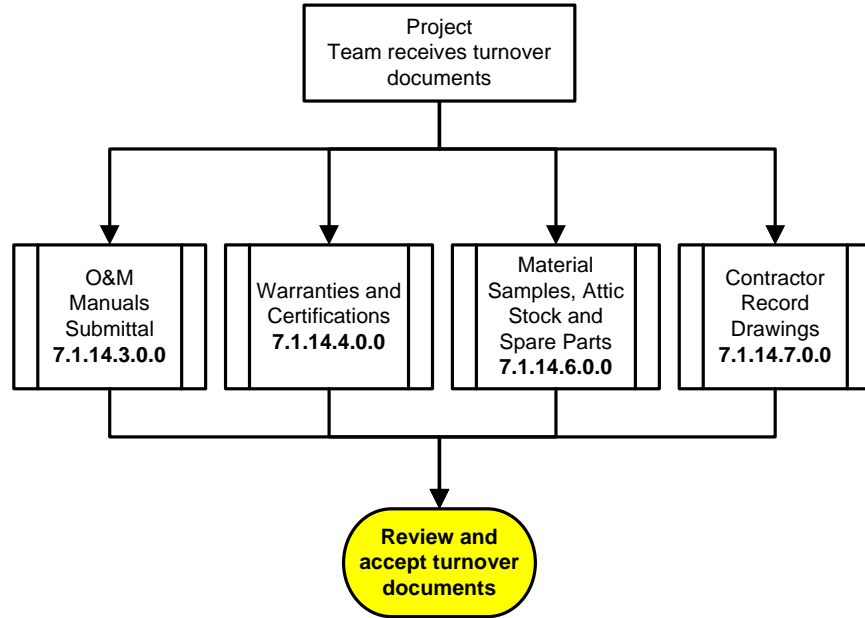 Project
Team receives turnover
documents
O&M
Manuals
Submittal
7.1.14.3.0.0
Warranties and
Certifications
7.1.14.4.0.0
Material
Samples, Attic
Stock and
Spare Parts
7.1.14.6.0.0
Contractor
Record
Drawings
7.1.14.7.0.0
Review and
accept turnover
documents